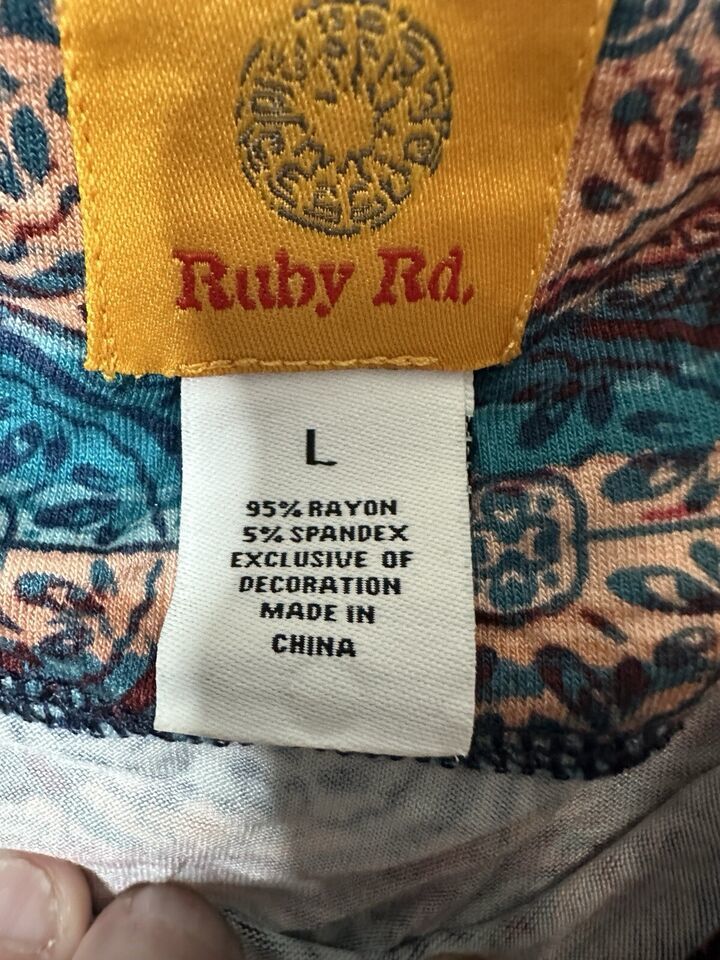 Ruby Rd.
L
95% RAYON
5% SPANDEX
EXCLUSIVE OF
DECORATION
MADE IN
CHINA